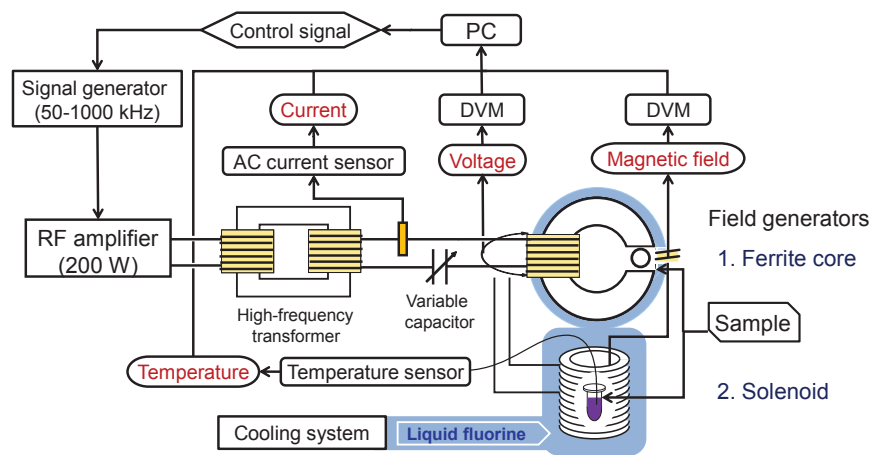 Control signal
PC
Signal generator
(50-1000 kHz)
Current
DVM
DVM
AC current sensor
Voltage
Magnetic field
RF amplifier
(200 W)
Field generators
1. Ferrite core
High-frequency
transformer
Variable
capacitor
Sample
Temperature
Temperature sensor
2. Solenoid
Cooling system
Liquid fluorine